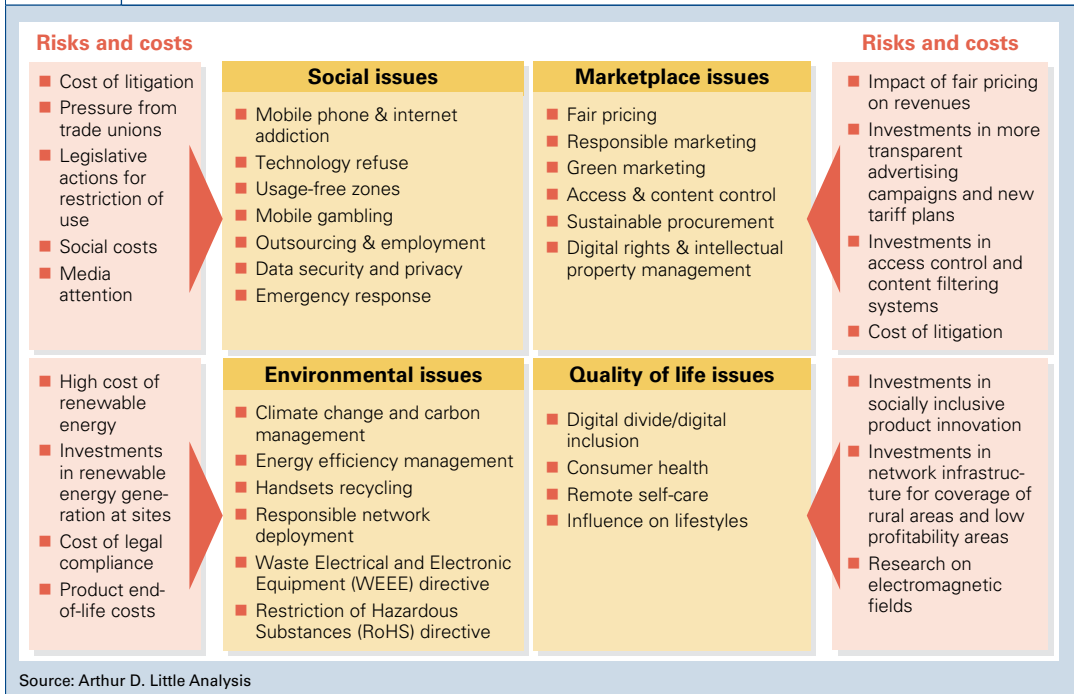 Risks and costs
Cost of litigation
Pressure from
trade unions
Legislative
actions for
restriction of
use
Social costs
Media
attention
Social issues
Mobile phone & internet
addiction
Technology refuse
Usage-free zones
Mobile gambling
Outsourcing & employment
Data security and privacy
Emergency response
Marketplace issues
Fair pricing
Responsible marketing
Green marketing
Access & content control
Sustainable procurement
Digital rights & intellectual
property management
Risks and costs
Impact of fair pricing
on revenues
Investments in more
transparent
advertising
campaigns and new
tariff plans
Investments in
access control and
content filtering
systems
Cost of litigation
High cost of
renewable
energy
Investments
in renewable
energy gene-
ration at sites
Cost of legal
compliance
Product end-
of-life costs
Environmental issues
Climate change and carbon
management
Energy efficiency management
Handsets recycling
Responsible network
deployment
Waste Electrical and Electronic
Equipment (WEEE) directive
Restriction of Hazardous
Substances (RoHS) directive
Quality of life issues
Digital divide/digital
inclusion
Consumer health
Remote self-care
Influence on lifestyles
Investments in
socially inclusive
product innovation
Investments in
network infrastruc-
ture for coverage of
rural areas and low
profitability areas
Research on
electromagnetic
fields
Source: Arthur D. Little Analysis